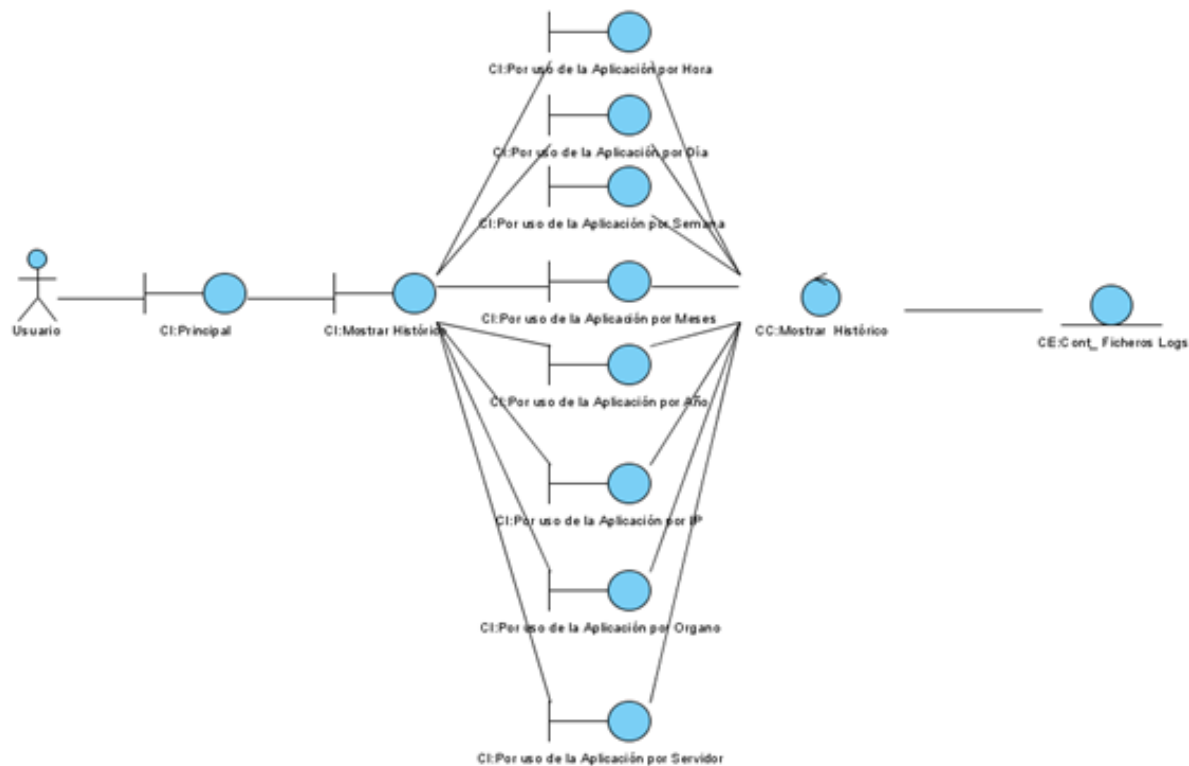 CI:Por uso de la Aplicación por Hora
CI:Por uso de la Aplicación por Día
CI:Por uso de la Aplicación por Semana
Usuario
CI:Principal
CI:Mostrar Histórico
CI:Por uso de la Aplicación por Meses
CC:Mostrar Histórico
CE:Cont_ Ficheros Logs
CI:Por uso de la Aplicación por Año
CI:Por uso de la Aplicación por IP
CI:Por uso de la Aplicación por Organo
CI:Por uso de la Aplicación por Servidor